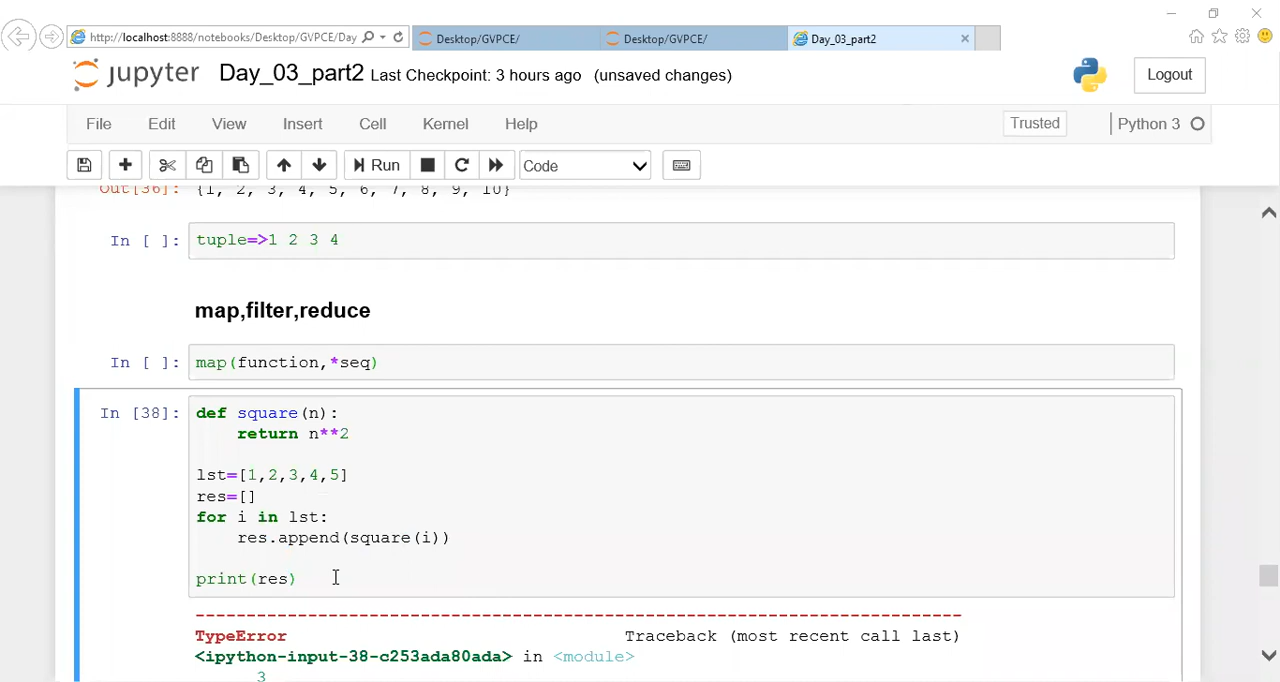 http://localhost:8888/notebooks/Desktop/GVPCE/Day Desktop/GVPCE/ Desktop/GVPCE/ Day_03_part2
jupyter Day_03_part2 Last Checkpoint: 3 hours ago (unsaved changes) Logout
File Edit View Insert Cell Kernel Help Trusted Python 3
Run Code
Out[36]: {1, 2, 3, 4, 5, 6, 7, 8, 9, 10}
In [ ]: tuple=>1 2 3 4
map,filter,reduce
In [ ]: map(function,*seq)
In [38]: def square(n):
return n**2
lst=[1,2,3,4,5]
res=[]
for i in lst:
res.append(square(i))
print(res)
---------------------------------------------------------------------------
TypeError Traceback (most recent call last)
<ipython-input-38-c253ada80ada> in <module>
3